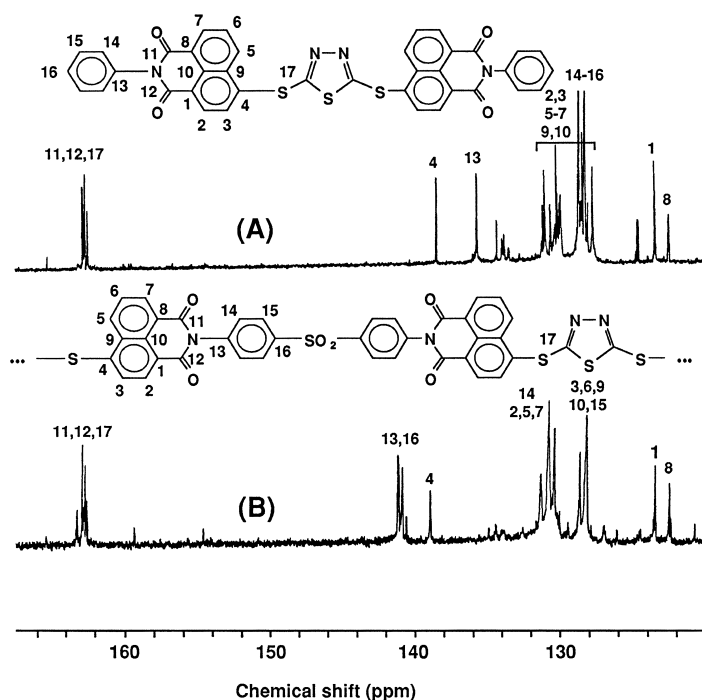 7 6
15 14 O 8 5 N N O
16 11 N 10 9 17 N
13 12 O 1 4 S S S O
2 3
11,12,17
4
13
2,3
5-7
9,10
14-16
1
8
(A)
7
6 8 O 14 15 O N N
5 9 10 11 N 12 13 16 SO2 N 17 S S S
... S 4 1 O O ...
3 2
11,12,17
13,16
4
14
2,5,7
3,6,9
10,15
1
8
(B)
160 150 140 130
Chemical shift (ppm)